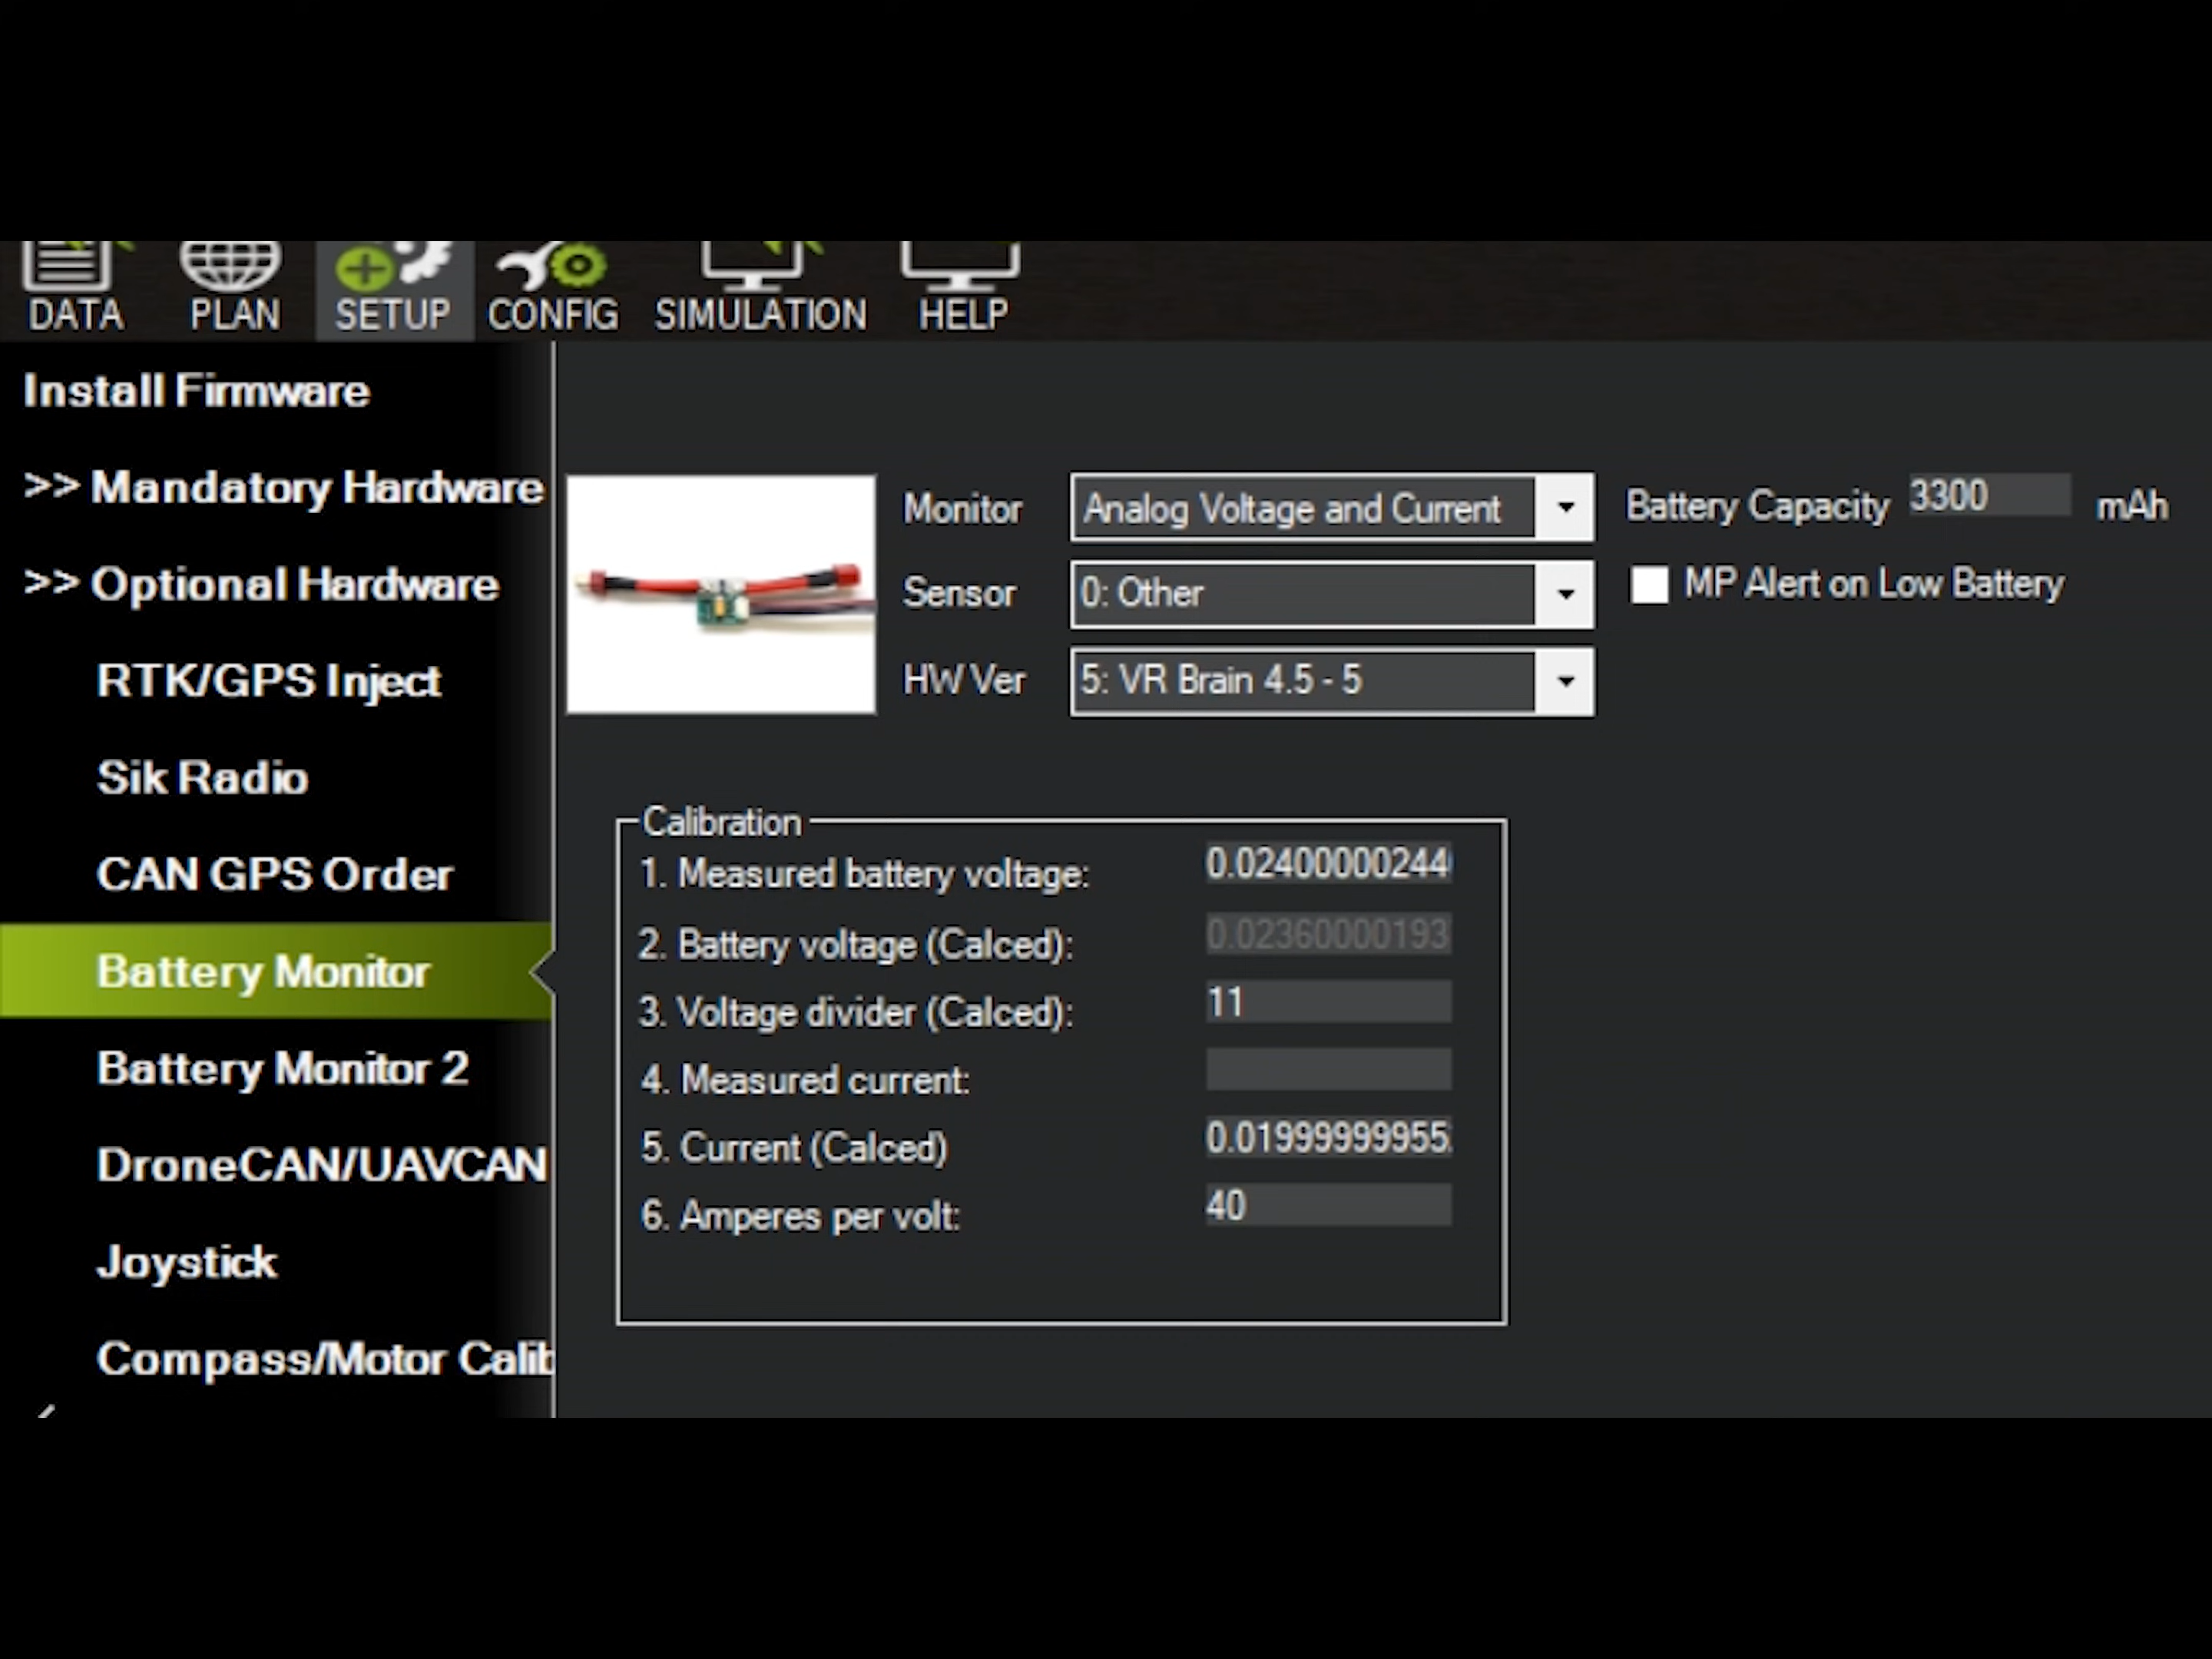 DATA PLAN SETUP CONFIG SIMULATION HELP
Install Firmware
>> Mandatory Hardware
>> Optional Hardware
RTK/GPS Inject
Sik Radio
CAN GPS Order
Battery Monitor
Battery Monitor 2
DroneCAN/UAVCAN
Joystick
Compass/Motor Calib
Monitor Analog Voltage and Current Battery Capacity 3300 mAh
Sensor 0: Other MP Alert on Low Battery
HW Ver 5: VR Brain 4.5 - 5
Calibration
1. Measured battery voltage: 0.02400000244
2. Battery voltage (Calced): 0.02360000193
3. Voltage divider (Calced): 11
4. Measured current:
5. Current (Calced) 0.01999999955
6. Amperes per volt: 40